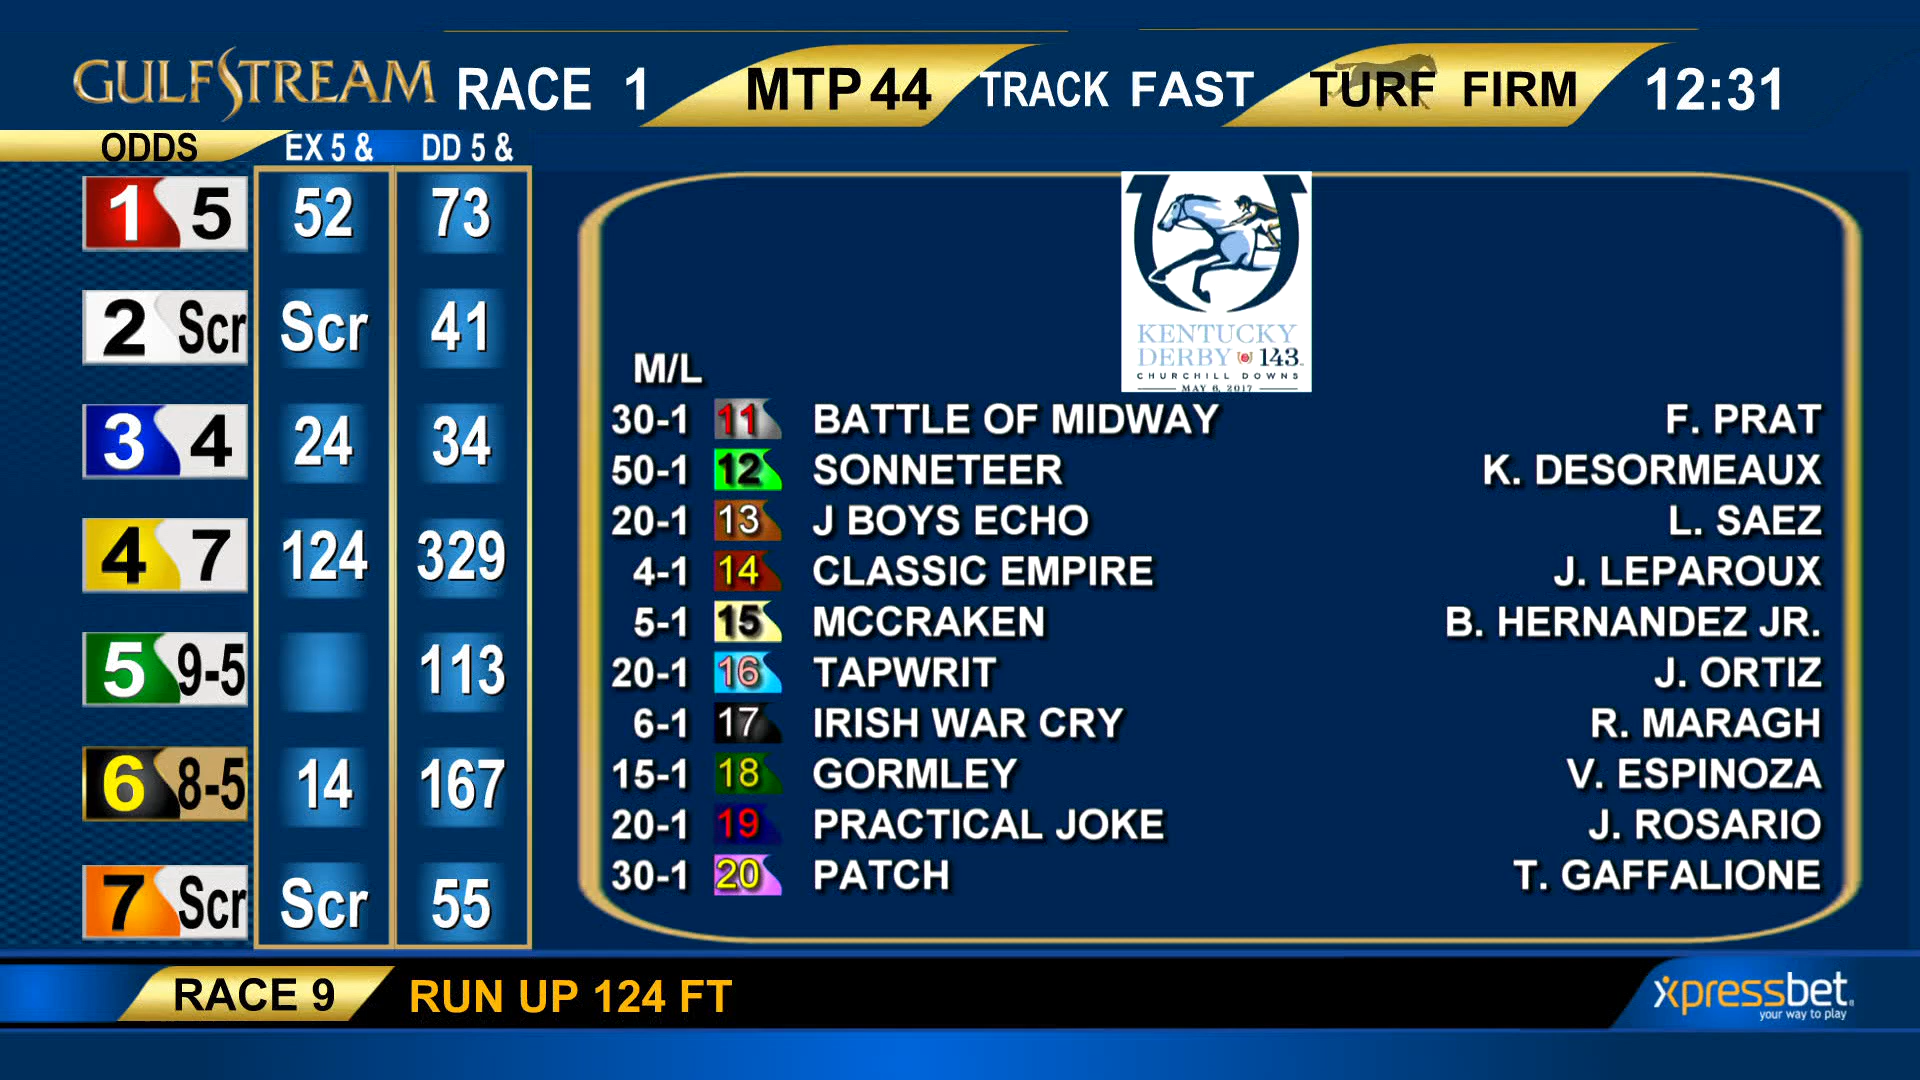 GULFSTREAM RACE 1 MTP 44 TRACK FAST TURF FIRM 12:31
ODDS EX 5 & DD 5 &
1 5 52 73
2 Scr Scr 41
3 4 24 34
4 7 124 329
5 9-5 113
6 8-5 14 167
7 Scr Scr 55
KENTUCKY
DERBY 143
CHURCHILL DOWNS
MAY 6, 2017
M/L
30-1 11 BATTLE OF MIDWAY F. PRAT
50-1 12 SONNETEER K. DESORMEAUX
20-1 13 J BOYS ECHO L. SAEZ
4-1 14 CLASSIC EMPIRE J. LEPAROUX
5-1 15 MCCRAKEN B. HERNANDEZ JR.
20-1 16 TAPWRIT J. ORTIZ
6-1 17 IRISH WAR CRY R. MARAGH
15-1 18 GORMLEY V. ESPINOZA
20-1 19 PRACTICAL JOKE J. ROSARIO
30-1 20 PATCH T. GAFFALIONE
RACE 9 RUN UP 124 FT
xpressbet
your way to play